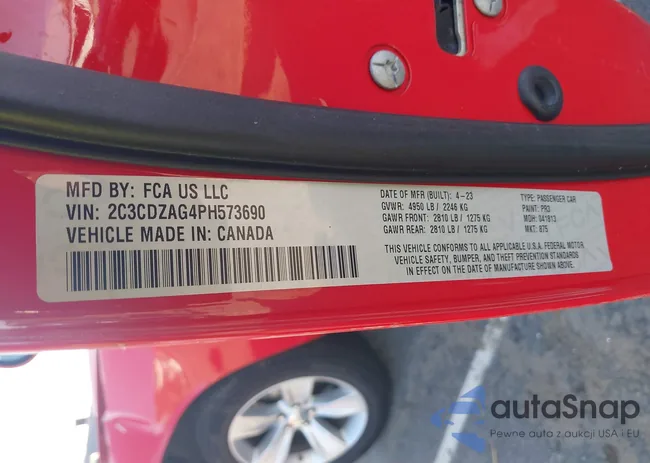 MFD BY: FCA US LLC
VIN: 2C3CDZAG4PH573690
VEHICLE MADE IN: CANADA
DATE OF MFR (BUILT): 4-23
GVWR: 4950 LB / 2246 KG
GAWR FRONT: 2810 LB / 1275 KG
GAWR REAR: 2810 LB / 1275 KG
THIS VEHICLE CONFORMS TO ALL APPLICABLE U.S.A. FEDERAL MOTOR
VEHICLE SAFETY, BUMPER, AND THEFT PREVENTION STANDARDS
IN EFFECT ON THE DATE OF MANUFACTURE SHOWN ABOVE.
TYPE: PASSENGER CAR
PAINT: PR3
MDH: 041813
MKT: 875
autaSnap
Pewne auta z aukcji USA i EU